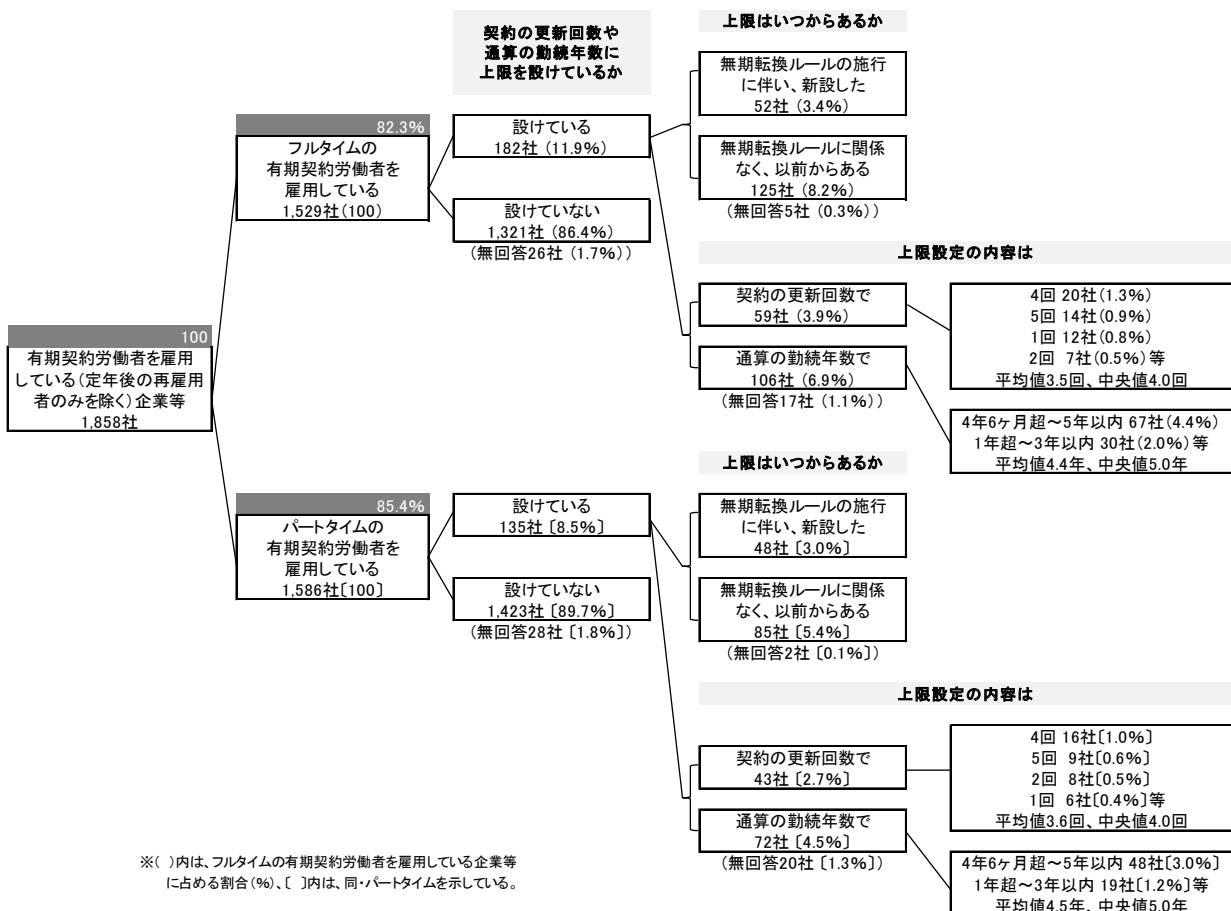 契約の更新回数や
通算の勤続年数に
上限を設けているか
上限はいつからあるか
無期転換ルールの施行
に伴い、新設した
52社 (3.4%)
82.3%
フルタイムの
有期契約労働者を
雇用している
1,529社(100)
設けている
182社 (11.9%)
無期転換ルールに関係
なく、以前からある
125社 (8.2%)
(無回答5社 (0.3%))
設けていない
1,321社 (86.4%)
(無回答26社 (1.7%))
上限設定の内容は
契約の更新回数で
59社 (3.9%)
4回 20社(1.3%)
5回 14社(0.9%)
1回 12社(0.8%)
2回 7社(0.5%)等
平均値3.5回、中央値4.0回
100
有期契約労働者を雇用
している(定年後の再雇用
者のみを除く)企業等
1,858社
通算の勤続年数で
106社 (6.9%)
(無回答17社 (1.1%))
4年6ヶ月超~5年以内 67社(4.4%)
1年超~3年以内 30社(2.0%)等
平均値4.4年、中央値5.0年
上限はいつからあるか
85.4%
パートタイムの
有期契約労働者を
雇用している
1,586社〔100〕
設けている
135社〔8.5%〕
無期転換ルールの施行
に伴い、新設した
48社〔3.0%〕
設けていない
1,423社〔89.7%〕
(無回答28社〔1.8%〕)
無期転換ルールに関係
なく、以前からある
85社〔5.4%〕
(無回答2社〔0.1%〕)
上限設定の内容は
契約の更新回数で
43社〔2.7%〕
4回 16社〔1.0%〕
5回 9社〔0.6%〕
2回 8社〔0.5%〕
1回 6社〔0.4%〕等
平均値3.6回、中央値4.0回
通算の勤続年数で
72社〔4.5%〕
(無回答20社〔1.3%〕)
4年6ヶ月超~5年以内 48社〔3.0%〕
1年超~3年以内 19社〔1.2%〕等
平均値4.5年、中央値5.0年
※( )内は、フルタイムの有期契約労働者を雇用している企業等
に占める割合(%)、〔 〕内は、同・パートタイムを示している。